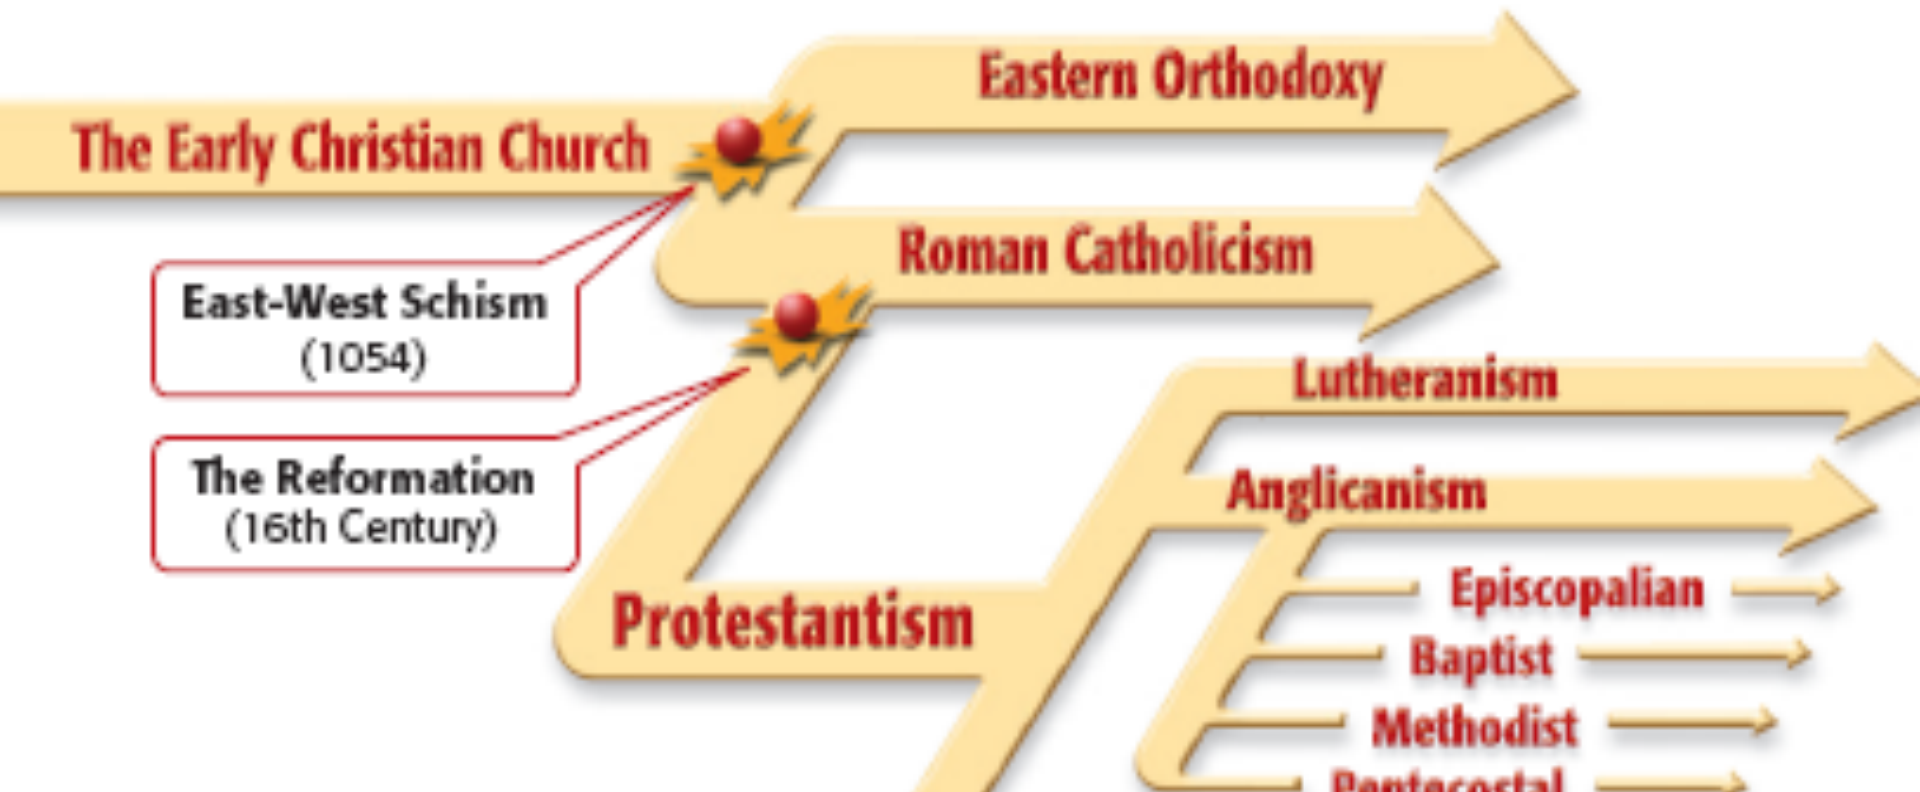 Eastern Orthodoxy
The Early Christian Church
Roman Catholicism
East-West Schism
(1054)
The Reformation
(16th Century)
Lutheranism
Anglicanism
Episcopalian
Protestantism
Baptist
Methodist
Pentecostal